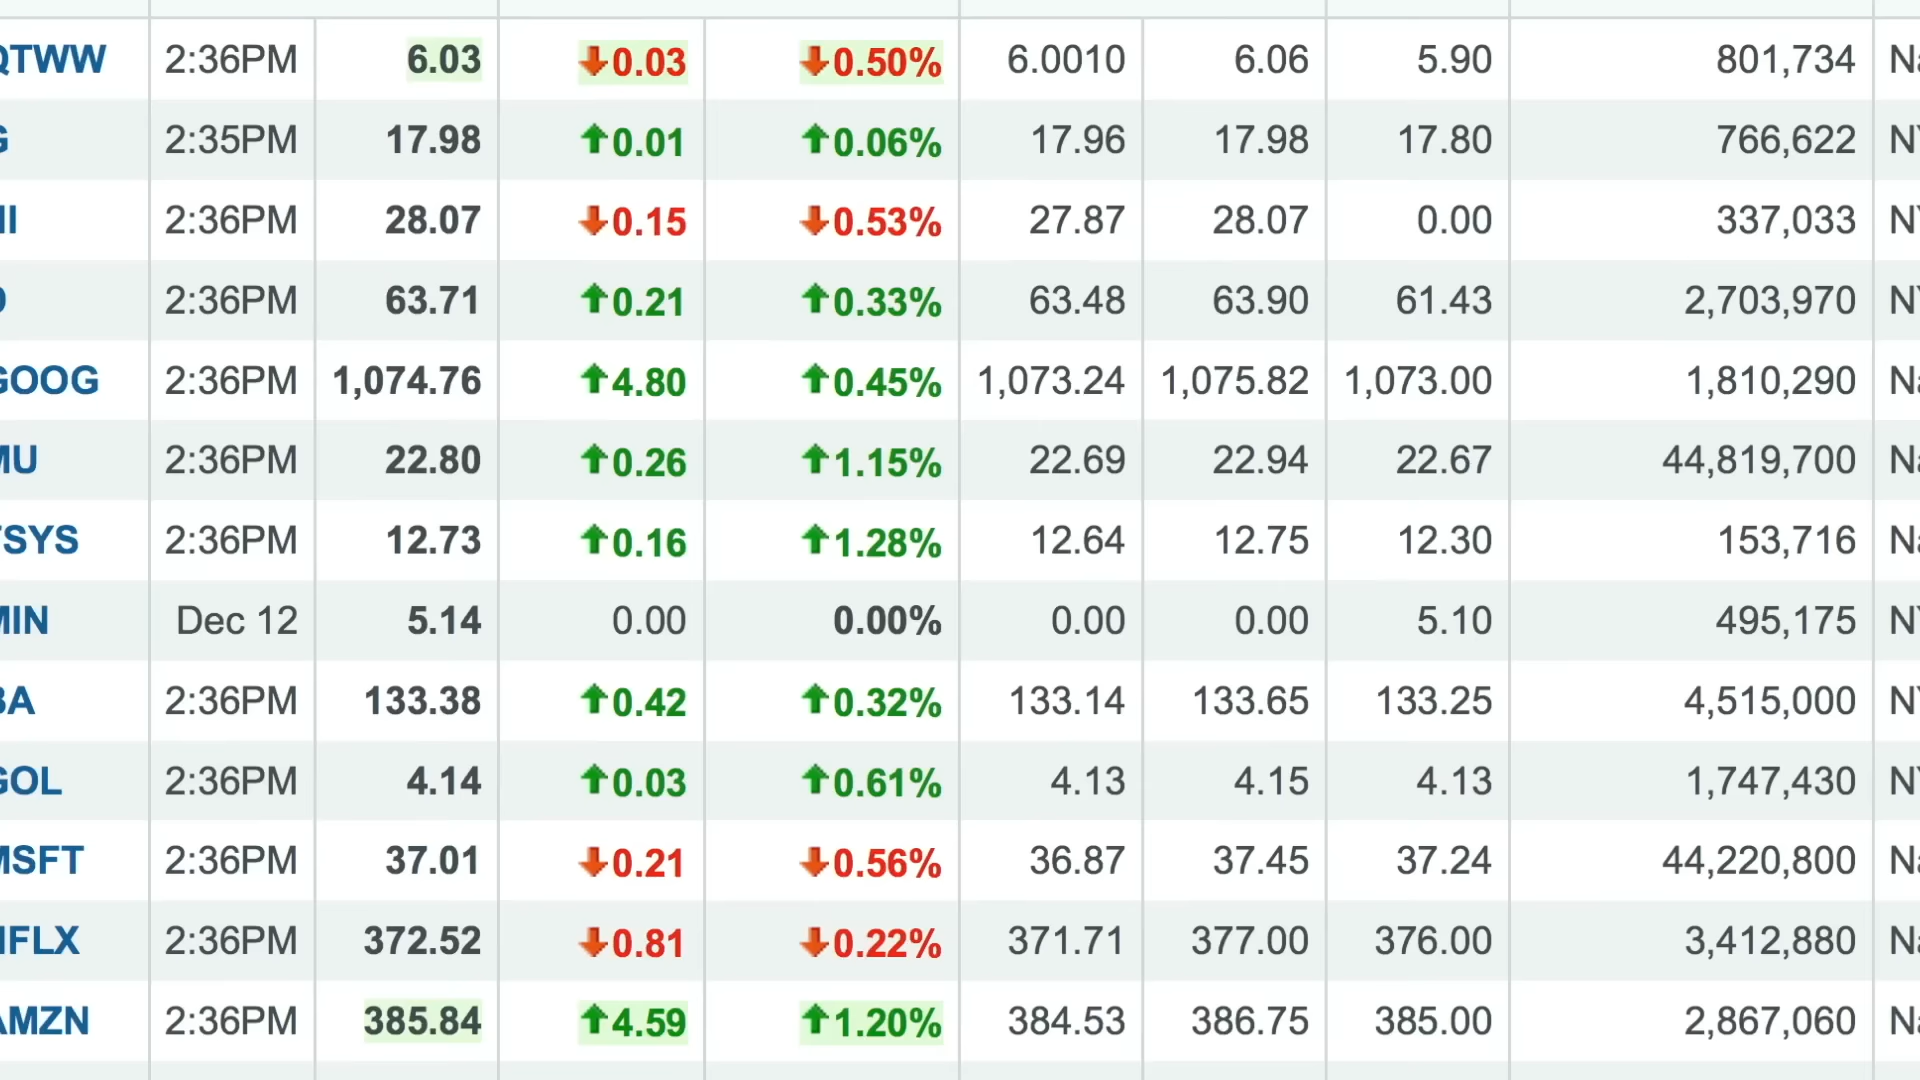 QTWW 2:36PM 6.03 0.03 0.50% 6.0010 6.06 5.90 801,734
2:35PM 17.98 0.01 0.06% 17.96 17.98 17.80 766,622
2:36PM 28.07 0.15 0.53% 27.87 28.07 0.00 337,033
2:36PM 63.71 0.21 0.33% 63.48 63.90 61.43 2,703,970
GOOG 2:36PM 1,074.76 4.80 0.45% 1,073.24 1,075.82 1,073.00 1,810,290
MU 2:36PM 22.80 0.26 1.15% 22.69 22.94 22.67 44,819,700
SYS 2:36PM 12.73 0.16 1.28% 12.64 12.75 12.30 153,716
MIN Dec 12 5.14 0.00 0.00% 0.00 0.00 5.10 495,175
BA 2:36PM 133.38 0.42 0.32% 133.14 133.65 133.25 4,515,000
GOL 2:36PM 4.14 0.03 0.61% 4.13 4.15 4.13 1,747,430
MSFT 2:36PM 37.01 0.21 0.56% 36.87 37.45 37.24 44,220,800
NFLX 2:36PM 372.52 0.81 0.22% 371.71 377.00 376.00 3,412,880
AMZN 2:36PM 385.84 4.59 1.20% 384.53 386.75 385.00 2,867,060